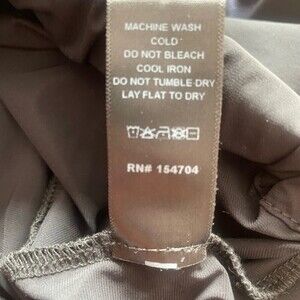 MACHINE WASH
COLD
DO NOT BLEACH
COOL IRON
DO NOT TUMBLE DRY
LAY FLAT TO DRY
RN# 154704